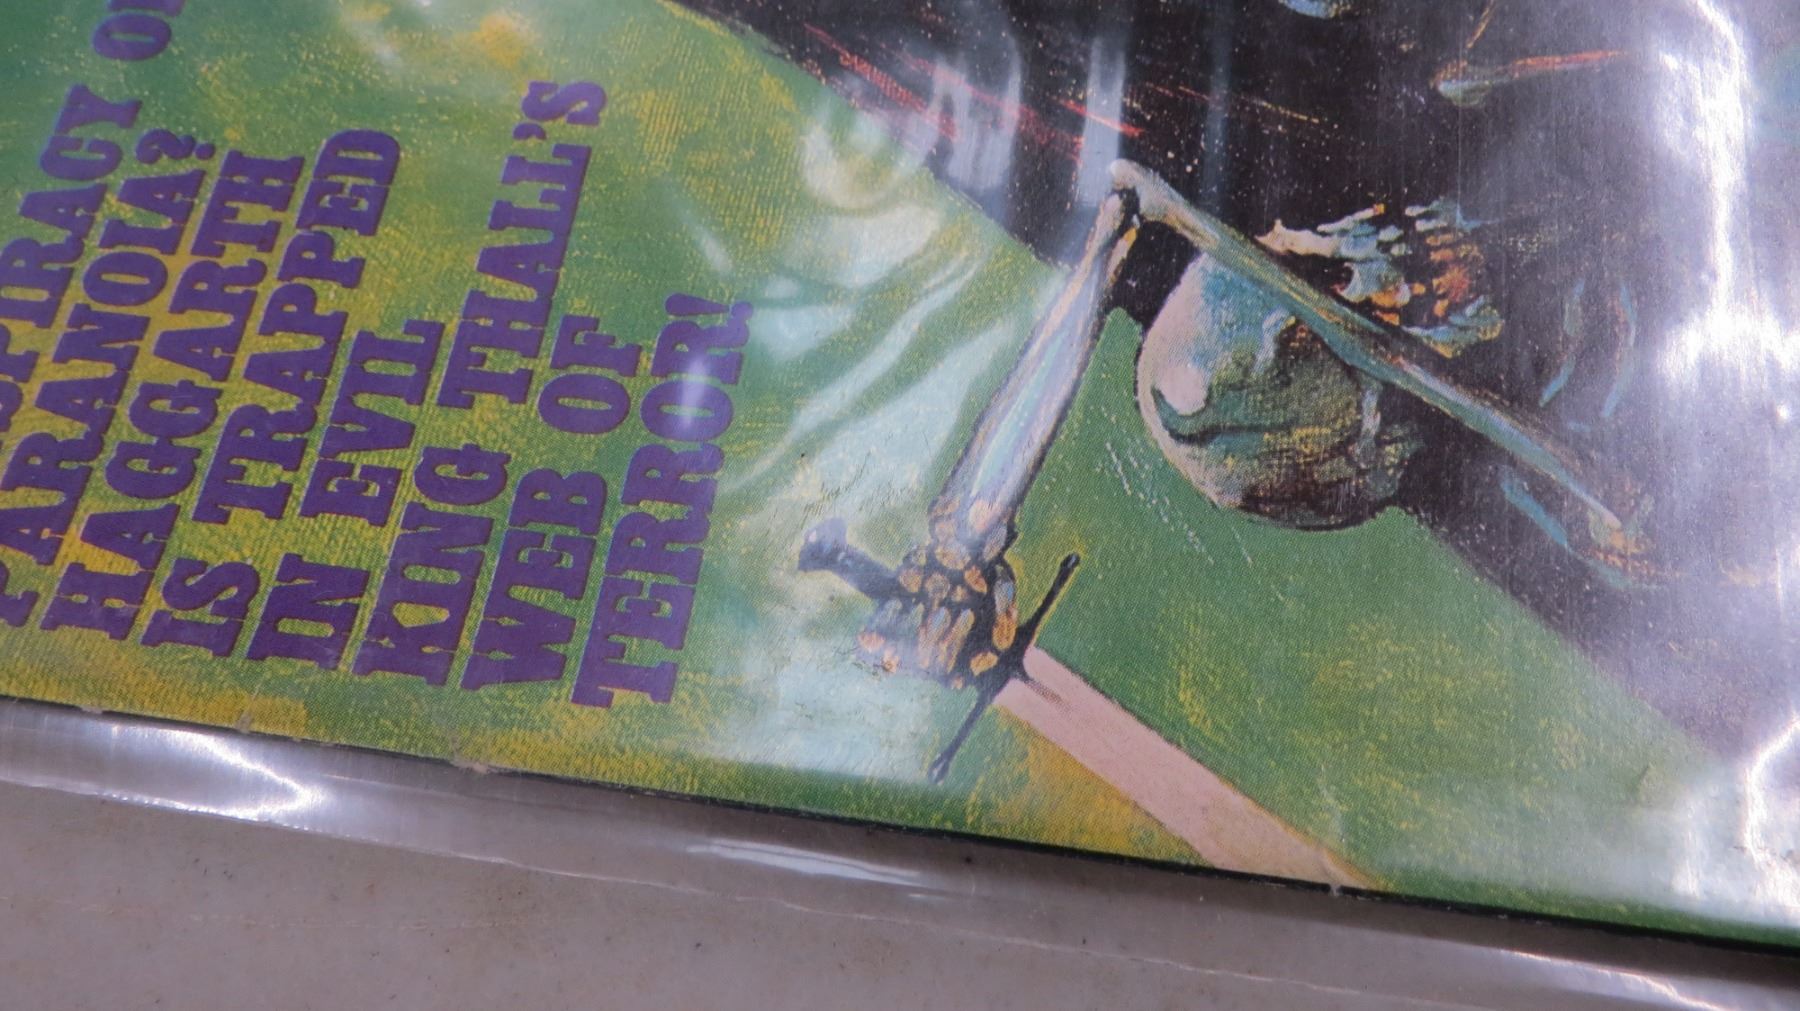 PARANOIA?
HAGGARTH
IS TRAPPED
IN EVIL
KING THALL'S
WEB OF
TERROR!